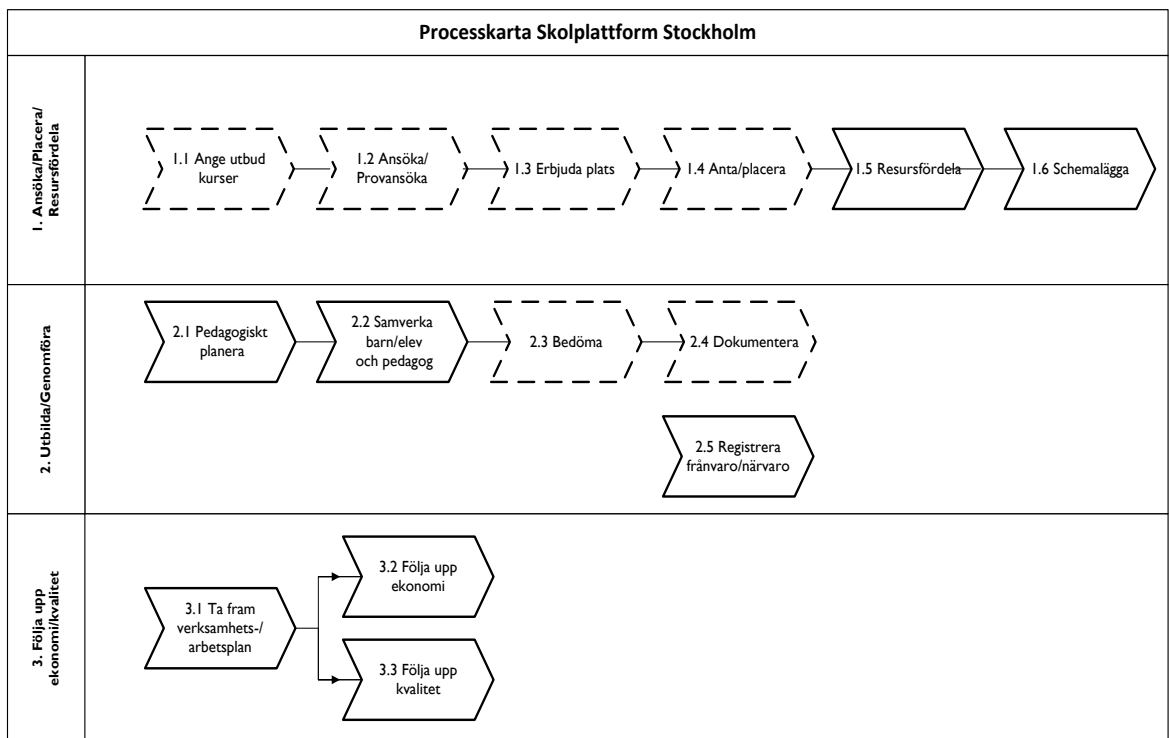 Processkarta Skolplattform Stockholm
1. Ansöka/Placera/
Resursfördela
1.1 Ange utbud
kurser
1.2 Ansöka/
Provansöka
1.3 Erbjuda plats
1.4 Anta/placera
1.5 Resursfördela
1.6 Schemalägga
2. Utbilda/Genomföra
2.1 Pedagogiskt
planera
2.2 Samverka
barn/elev
och pedagog
2.3 Bedöma
2.4 Dokumentera
2.5 Registrera
frånvaro/närvaro
3. Följa upp
ekonomi/kvalitet
3.1 Ta fram
verksamhets-/
arbetsplan
3.2 Följa upp
ekonomi
3.3 Följa upp
kvalitet